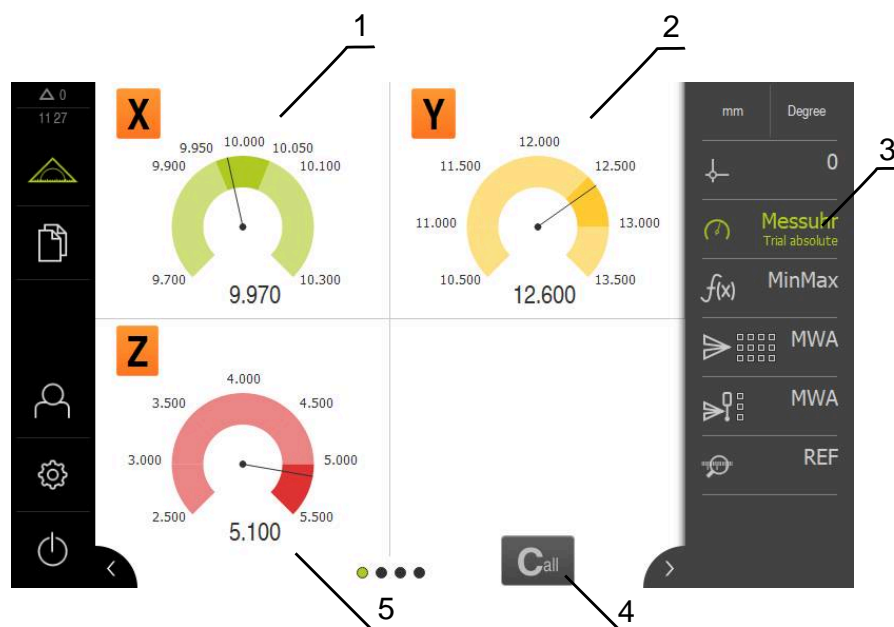 1
2
3
0
11 27
X
9.700
9.900
9.950
10.000
10.050
10.100
10.300
9.970
Y
10.500
11.000
11.500
12.000
12.500
13.000
13.500
12.600
Z
2.500
3.000
3.500
4.000
4.500
5.000
5.500
5.100
Call
mm Degree
0
Messuhr
Trial absolute
f(x) MinMax
MWA
MWA
REF
5
4